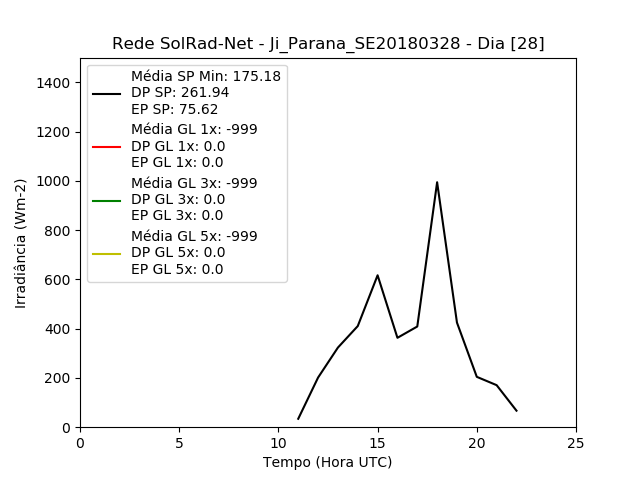 Rede SolRad-Net - Ji_Parana_SE20180328 - Dia [28]
Média SP Min: 175.18
DP SP: 261.94
EP SP: 75.62
Média GL 1x: -999
DP GL 1x: 0.0
EP GL 1x: 0.0
Média GL 3x: -999
DP GL 3x: 0.0
EP GL 3x: 0.0
Média GL 5x: -999
DP GL 5x: 0.0
EP GL 5x: 0.0
Irradiância (Wm-2)
1400
1200
1000
800
600
400
200
0
0 5 10 15 20 25
Tempo (Hora UTC)